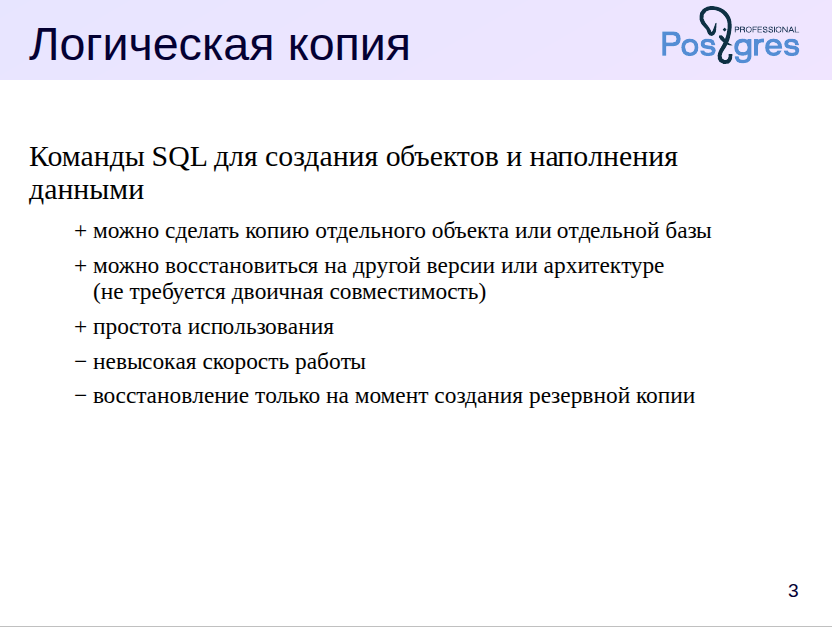 Логическая копия
PROFESSIONAL
Postgres
Команды SQL для создания объектов и наполнения
данными
+ можно сделать копию отдельного объекта или отдельной базы
+ можно восстановиться на другой версии или архитектуре
(не требуется двоичная совместимость)
+ простота использования
− невысокая скорость работы
− восстановление только на момент создания резервной копии
3